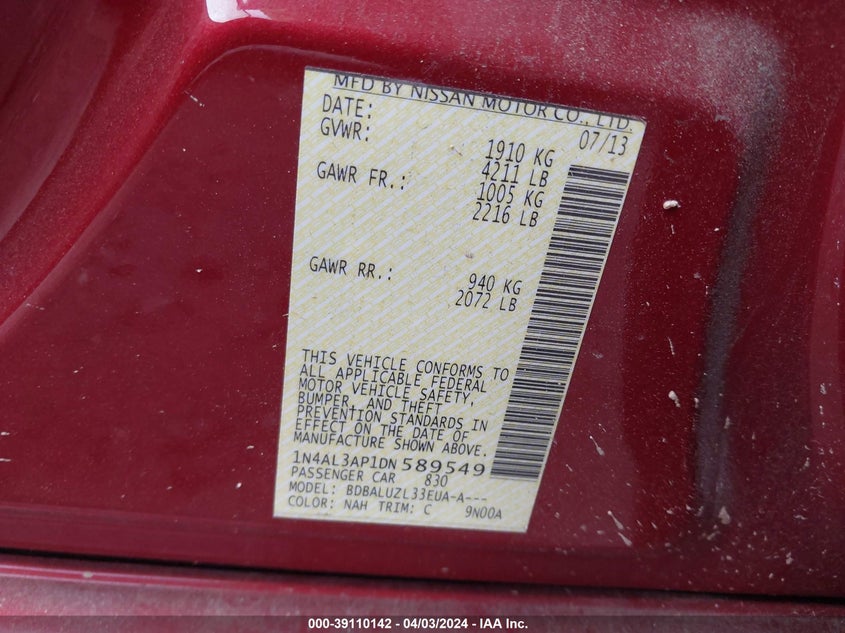 MFD BY NISSAN MOTOR CO., LTD.
DATE: 07/13
GVWR: 1910 KG
4211 LB
GAWR FR.: 1005 KG
2216 LB
GAWR RR.: 940 KG
2072 LB
THIS VEHICLE CONFORMS TO
ALL APPLICABLE FEDERAL
MOTOR VEHICLE SAFETY,
BUMPER, AND THEFT
PREVENTION STANDARDS IN
EFFECT ON THE DATE OF
MANUFACTURE SHOWN ABOVE.
1N4AL3AP1DN 589549
PASSENGER CAR 830
MODEL: BDBALUZL33EUA-A---
COLOR: NAH TRIM: C 9N00A
000-39110142 - 04/03/2024 - IAA Inc.